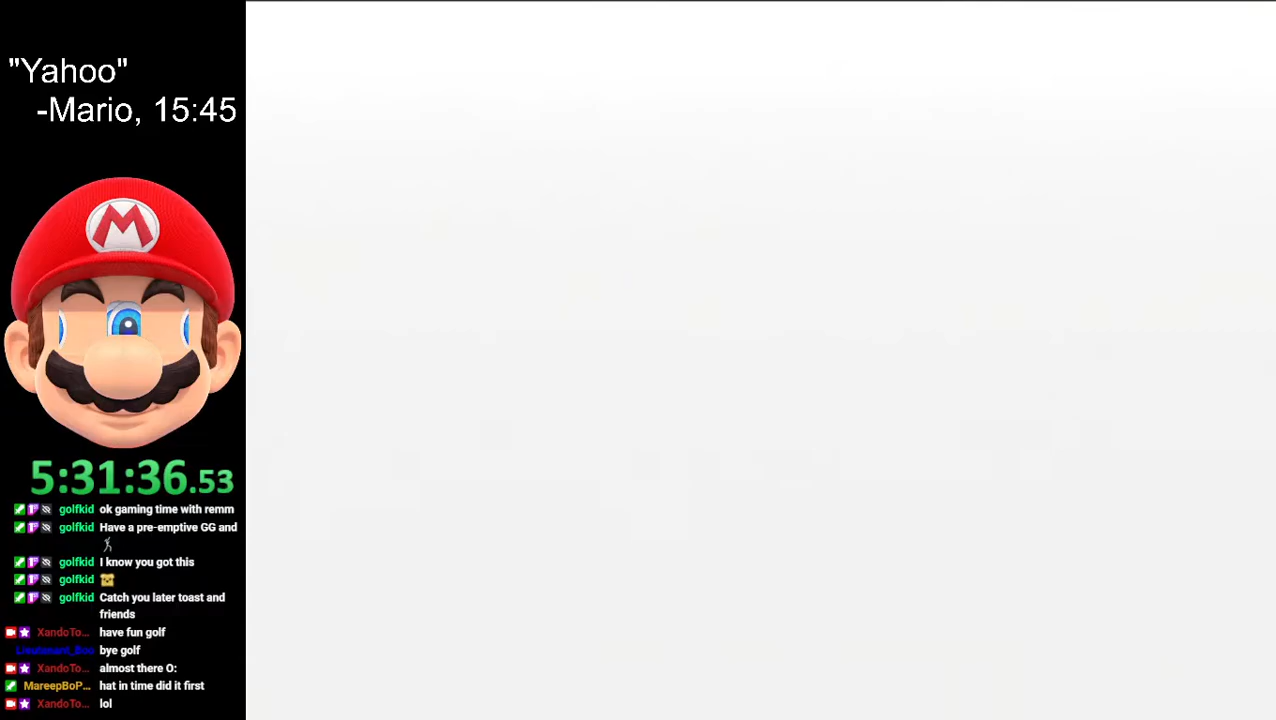 "Yahoo"
-Mario, 15:45
M
5:31:36.53
golfkid ok gaming time with remm
golfkid Have a pre-emptive GG and
golfkid I know you got this
golfkid
golfkid Catch you later toast and
friends
XandoTo... have fun golf
Lieutenant_Boo bye golf
XandoTo... almost there O:
MareepBoP... hat in time did it first
XandoTo... lol